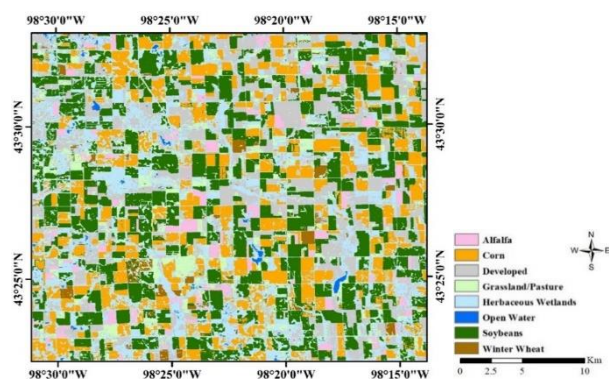 98°30'0"W 98°25'0"W 98°20'0"W 98°15'0"W
43°30'0"N 43°30'0"N
43°25'0"N 43°25'0"N
98°30'0"W 98°25'0"W 98°20'0"W 98°15'0"W
Alfalfa
Corn
Developed
Grassland/Pasture
Herbaceous Wetlands
Open Water
Soybeans
Winter Wheat
N
W E
S
Km
0 2.5 5 10